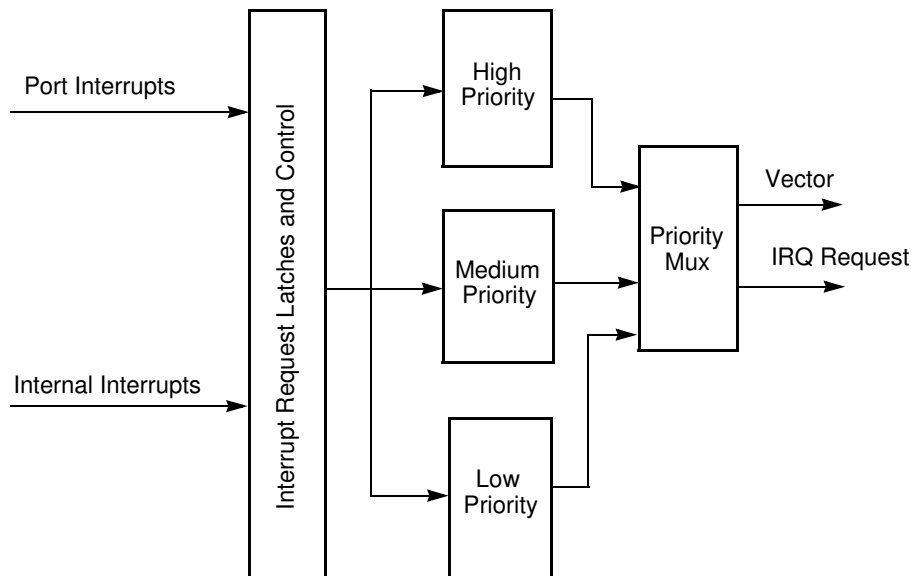 Port Interrupts
Internal Interrupts
Interrupt Request Latches and Control
High
Priority
Medium
Priority
Low
Priority
Priority
Mux
Vector
IRQ Request